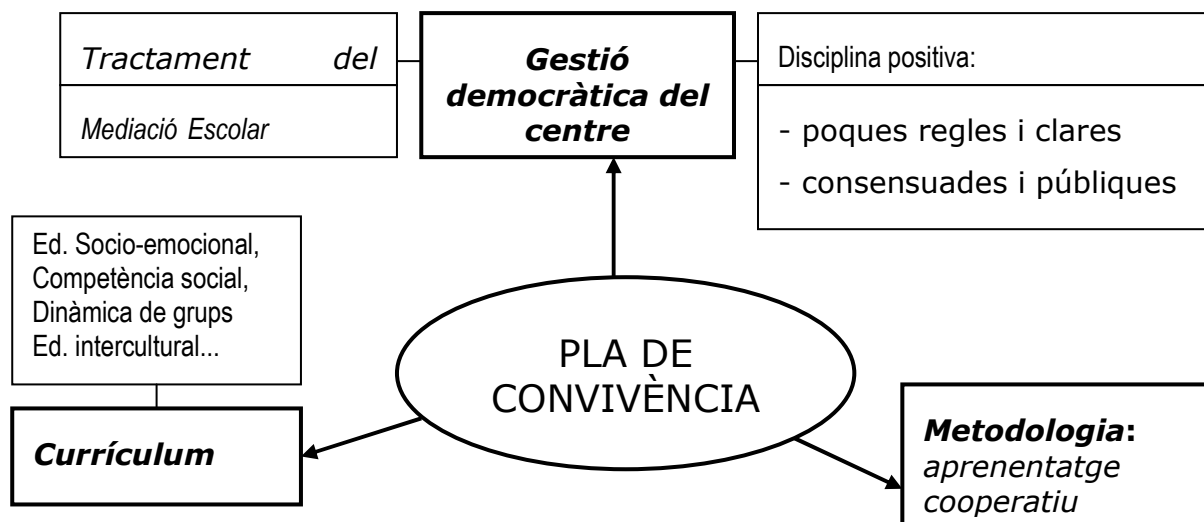 Tractament del
Mediació Escolar
Gestió
democràtica del
centre
Disciplina positiva:
- poques regles i clares
- consensuades i públiques
Ed. Socio-emocional,
Competència social,
Dinàmica de grups
Ed. intercultural...
PLA DE
CONVIVÈNCIA
Currículum
Metodologia:
aprenentatge
cooperatiu